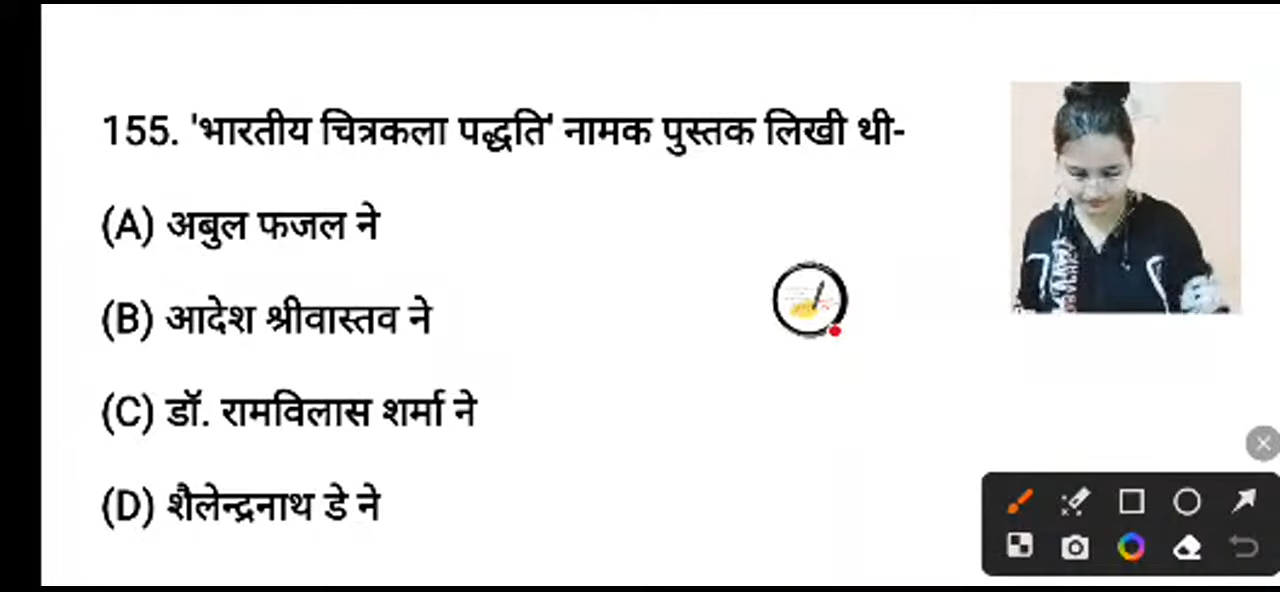 155. 'भारतीय चित्रकला पद्धति' नामक पुस्तक लिखी थी-
(A) अबुल फजल ने
(B) आदेश श्रीवास्तव ने
(C) डॉ. रामविलास शर्मा ने
(D) शैलेन्द्रनाथ डे ने